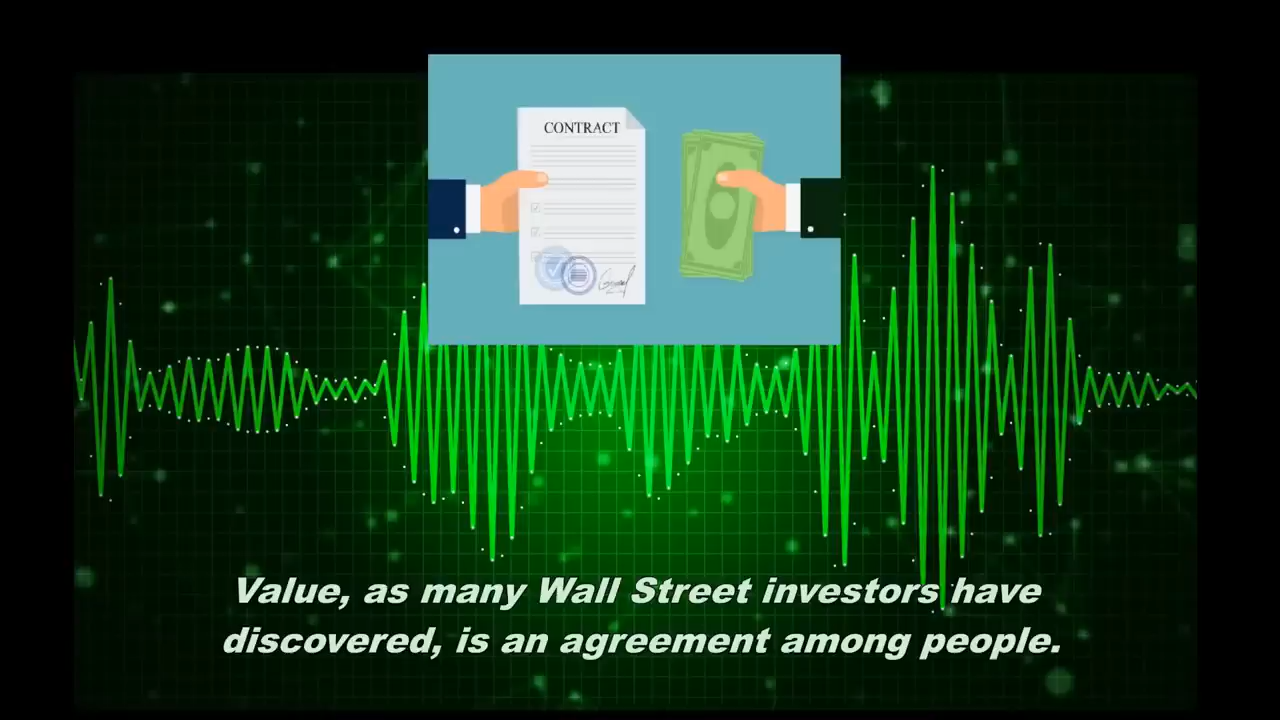 CONTRACT
Value, as many Wall Street investors have
discovered, is an agreement among people.